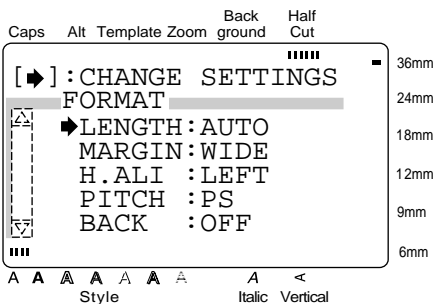 Caps Alt Template Zoom Back ground Half Cut
[➡]:CHANGE SETTINGS
FORMAT
➡LENGTH:AUTO
MARGIN:WIDE
H.ALI :LEFT
PITCH :PS
BACK :OFF
36mm
24mm
18mm
12mm
9mm
6mm
A A A A A A A A A
Style Italic Vertical